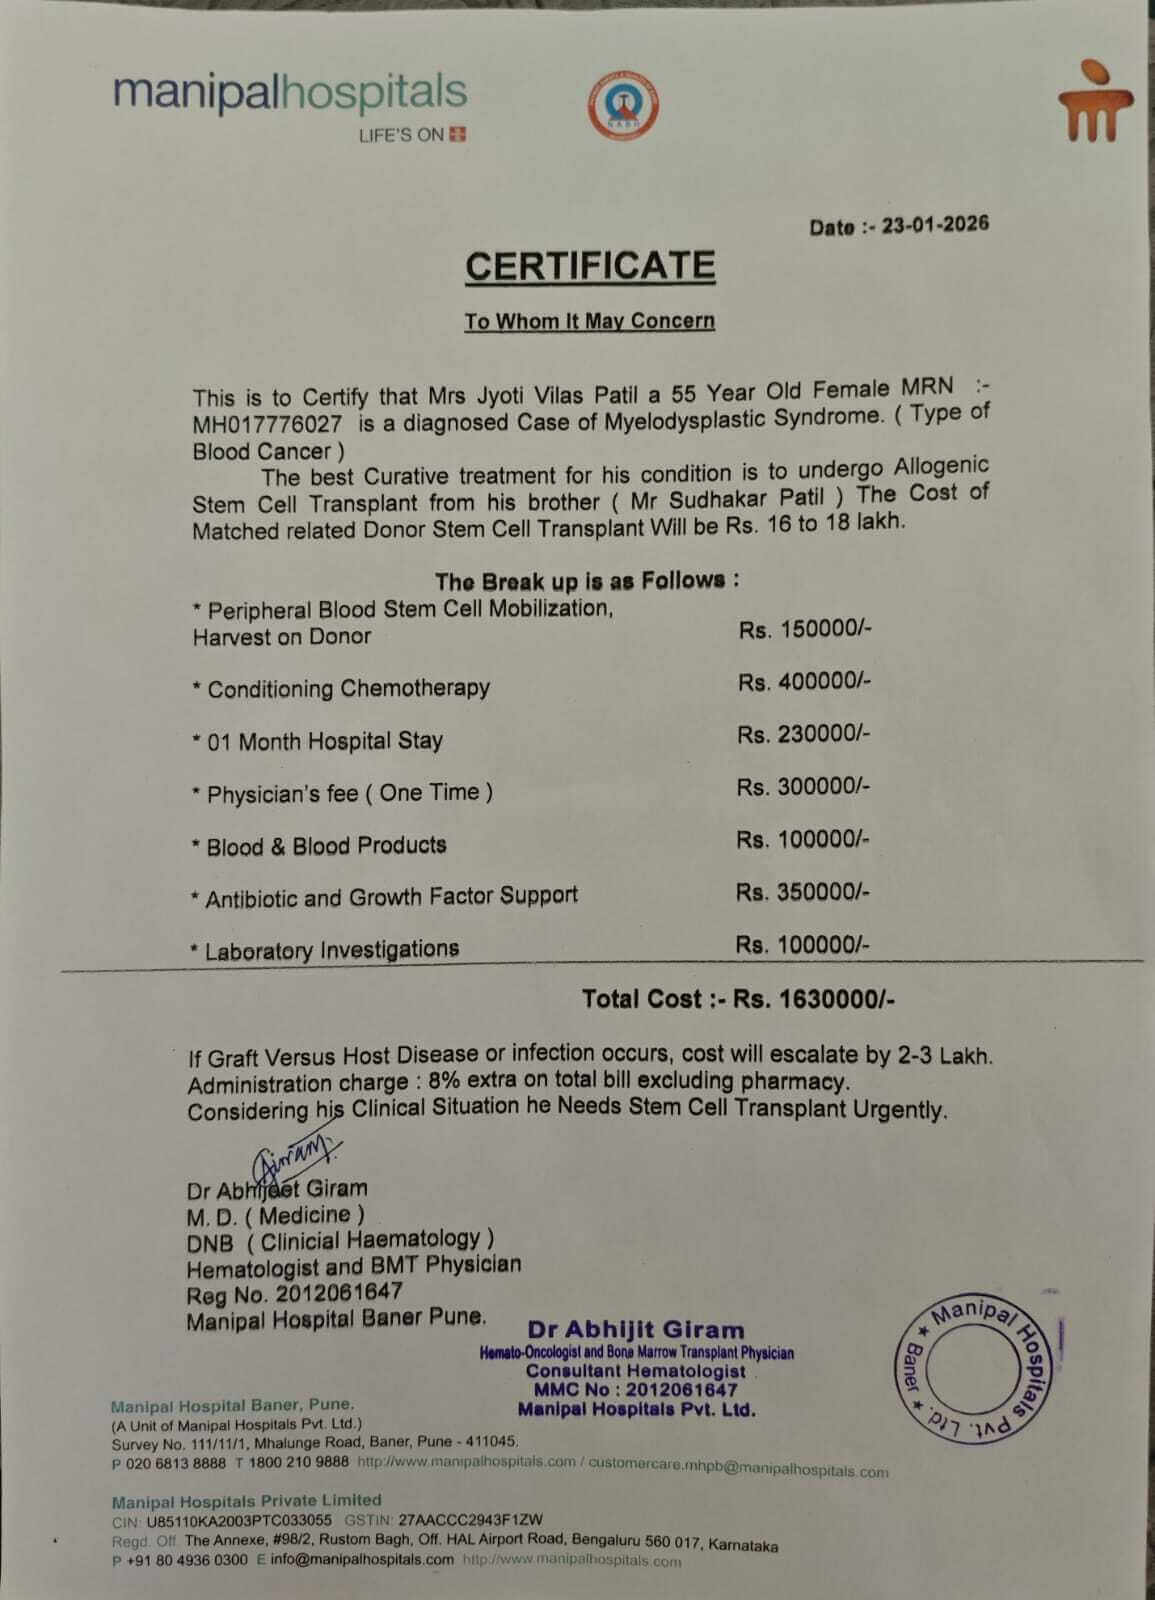 manipalhospitals
LIFE'S ON
NABH
Date :- 23-01-2026
CERTIFICATE
To Whom It May Concern
This is to Certify that Mrs Jyoti Vilas Patil a 55 Year Old Female MRN :-
MH017776027 is a diagnosed Case of Myelodysplastic Syndrome. ( Type of
Blood Cancer )
The best Curative treatment for his condition is to undergo Allogenic
Stem Cell Transplant from his brother ( Mr Sudhakar Patil ) The Cost of
Matched related Donor Stem Cell Transplant Will be Rs. 16 to 18 lakh.
The Break up is as Follows :
* Peripheral Blood Stem Cell Mobilization,
Harvest on Donor Rs. 150000/-
* Conditioning Chemotherapy Rs. 400000/-
* 01 Month Hospital Stay Rs. 230000/-
* Physician's fee ( One Time ) Rs. 300000/-
* Blood & Blood Products Rs. 100000/-
* Antibiotic and Growth Factor Support Rs. 350000/-
* Laboratory Investigations Rs. 100000/-
Total Cost :- Rs. 1630000/-
If Graft Versus Host Disease or infection occurs, cost will escalate by 2-3 Lakh.
Administration charge : 8% extra on total bill excluding pharmacy.
Considering his Clinical Situation he Needs Stem Cell Transplant Urgently.
Giram
Dr Abhijeet Giram
M. D. ( Medicine )
DNB ( Clinicial Haematology )
Hematologist and BMT Physician
Reg No. 2012061647
Manipal Hospital Baner Pune.
Dr Abhijit Giram
Hemato-Oncologist and Bone Marrow Transplant Physician
Consultant Hematologist
MMC No : 2012061647
Manipal Hospitals Pvt. Ltd.
Manipal Hospitals Pvt. Ltd. ★ Baner ★
Manipal Hospital Baner, Pune.
(A Unit of Manipal Hospitals Pvt. Ltd.)
Survey No. 111/11/1, Mhalunge Road, Baner, Pune - 411045.
P 020 6813 8888 T 1800 210 9888 http://www.manipalhospitals.com / customercare.mhpb@manipalhospitals.com
Manipal Hospitals Private Limited
CIN: U85110KA2003PTC033055 GSTIN: 27AACCC2943F1ZW
Regd. Off. The Annexe, #98/2, Rustom Bagh, Off. HAL Airport Road, Bengaluru 560 017, Karnataka
P +91 80 4936 0300 E info@manipalhospitals.com http://www.manipalhospitals.com